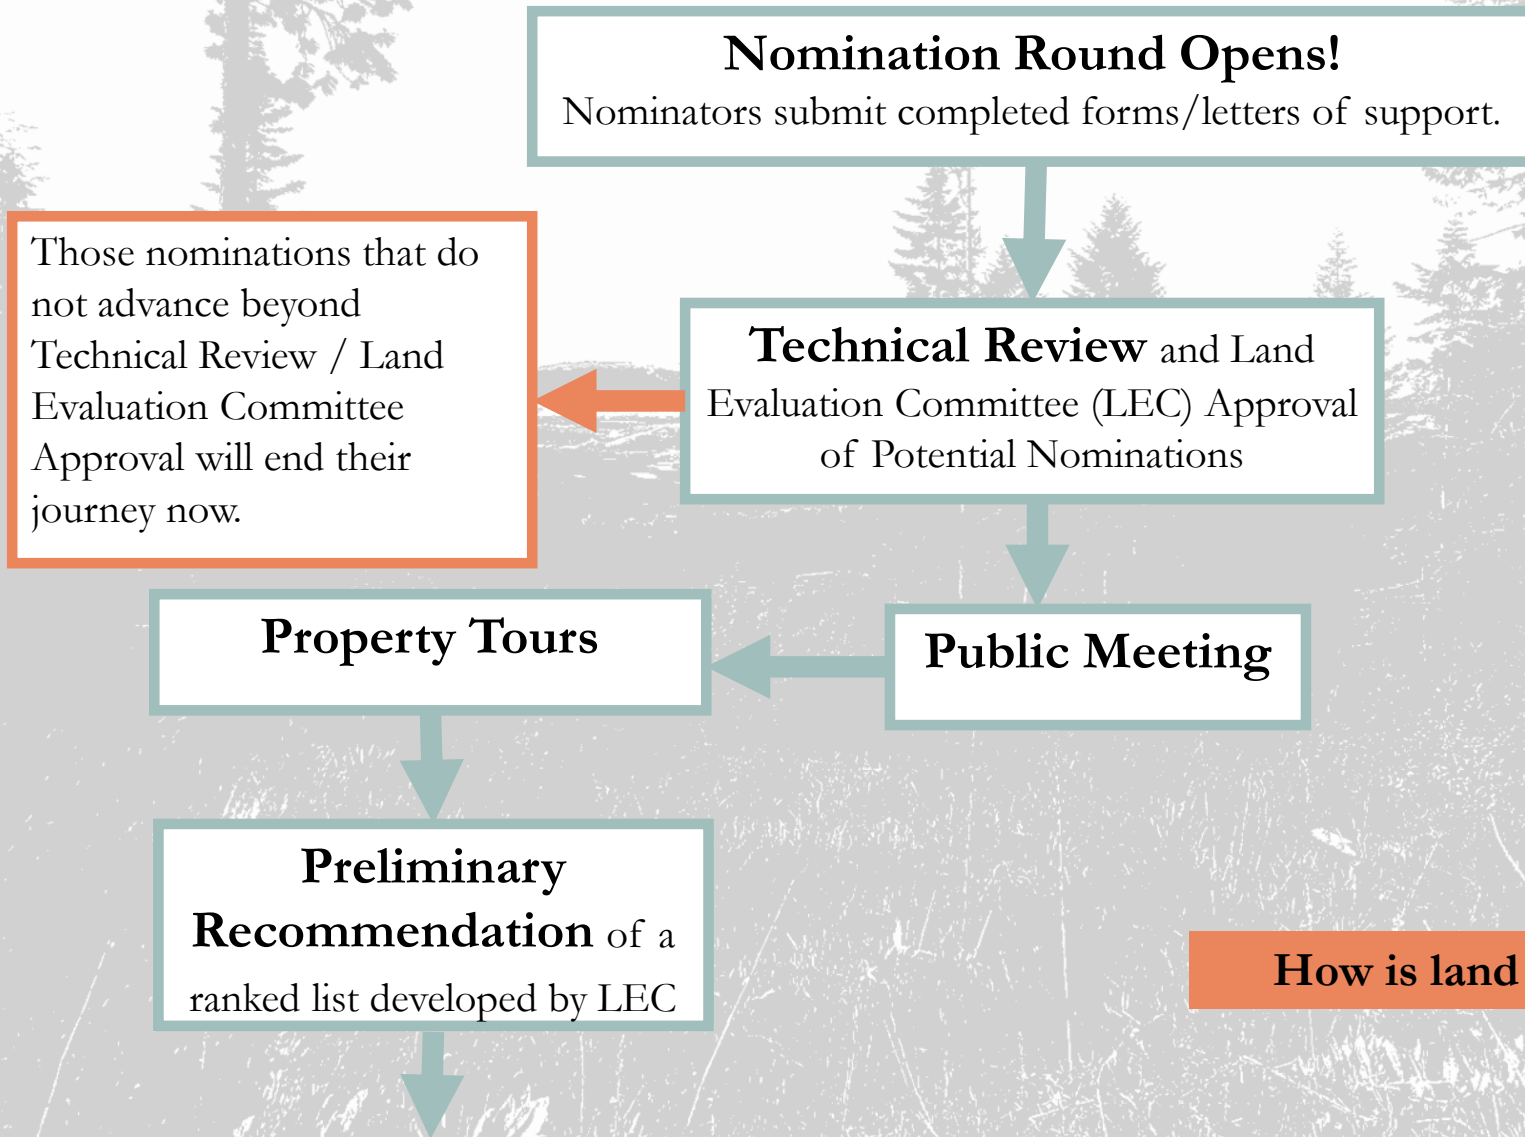 Nomination Round Opens!
Nominators submit completed forms/letters of support.
Those nominations that do
not advance beyond
Technical Review / Land
Evaluation Committee
Approval will end their
journey now.
Technical Review and Land
Evaluation Committee (LEC) Approval
of Potential Nominations
Public Meeting
Property Tours
Preliminary
Recommendation of a
ranked list developed by LEC
How is land